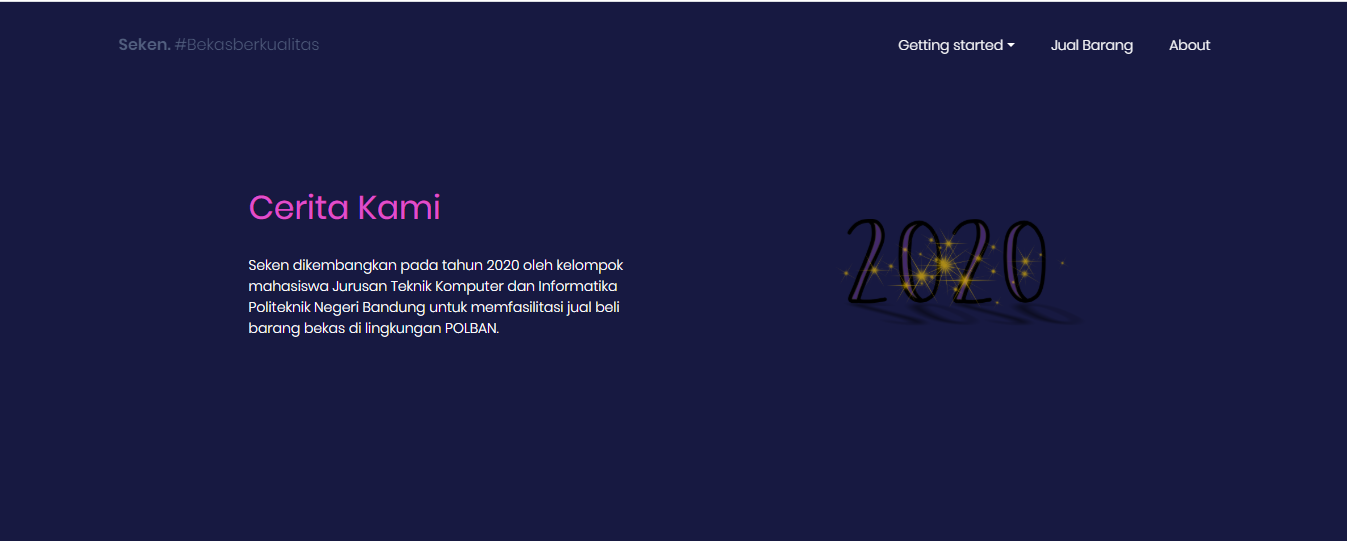 Seken. #Bekasberkualitas
Getting started
Jual Barang
About
Cerita Kami
Seken dikembangkan pada tahun 2020 oleh kelompok
mahasiswa Jurusan Teknik Komputer dan Informatika
Politeknik Negeri Bandung untuk memfasilitasi jual beli
barang bekas di lingkungan POLBAN.
2020